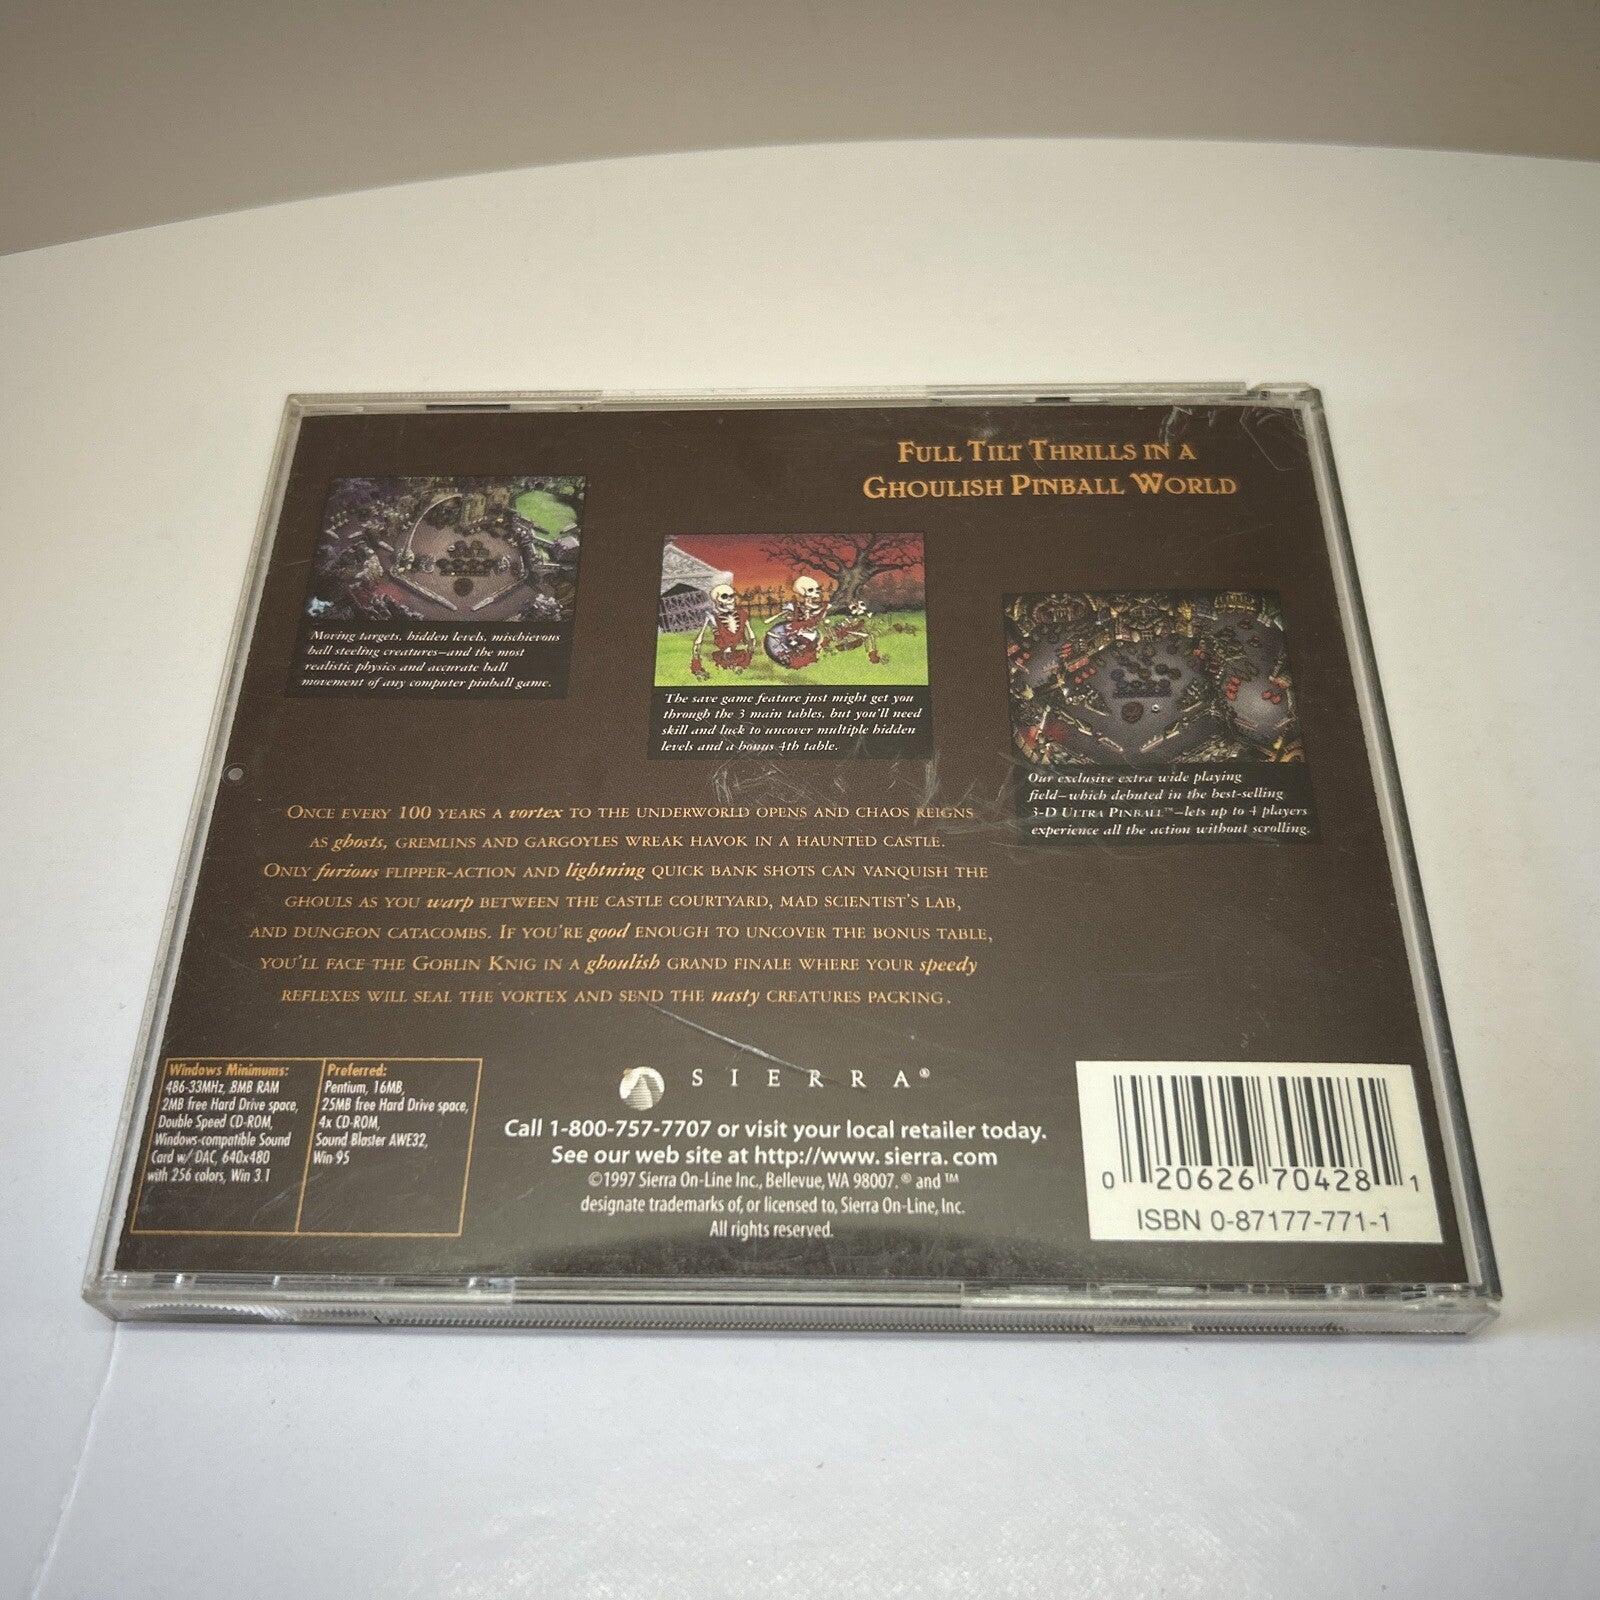 FULL TILT THRILLS IN A
GHOULISH PINBALL WORLD
Moving targets, hidden levels, mischievous
ball steeling creatures—and the most
realistic physics and accurate ball
movement of any computer pinball game.
The save game feature just might get you
through the 3 main tables, but you'll need
skill and luck to uncover multiple hidden
levels and a bonus 4th table.
Our exclusive extra wide playing
field—which debuted in the best-selling
3-D ULTRA PINBALL™—lets up to 4 players
experience all the action without scrolling.
ONCE EVERY 100 YEARS A vortex TO THE UNDERWORLD OPENS AND CHAOS REIGNS
AS ghosts, GREMLINS AND GARGOYLES WREAK HAVOK IN A HAUNTED CASTLE.
ONLY furious FLIPPER-ACTION AND lightning QUICK BANK SHOTS CAN VANQUISH THE
GHOULS AS YOU warp BETWEEN THE CASTLE COURTYARD, MAD SCIENTIST'S LAB,
AND DUNGEON CATACOMBS. IF YOU'RE good ENOUGH TO UNCOVER THE BONUS TABLE,
YOU'LL FACE THE GOBLIN KNIG IN A ghoulish GRAND FINALE WHERE YOUR speedy
REFLEXES WILL SEAL THE VORTEX AND SEND THE nasty CREATURES PACKING.
Windows Minimums:
486-33MHz, 8MB RAM
2MB free Hard Drive space,
Double Speed CD-ROM,
Windows-compatible Sound
Card w/ DAC, 640x480
with 256 colors, Win 3.1
Preferred:
Pentium, 16MB,
25MB free Hard Drive space,
4x CD-ROM,
Sound Blaster AWE32,
Win 95
SIERRA®
Call 1-800-757-7707 or visit your local retailer today.
See our web site at http://www. sierra. com
©1997 Sierra On-Line Inc., Bellevue, WA 98007. ® and ™
designate trademarks of, or licensed to, Sierra On-Line, Inc.
All rights reserved.
0 20626 70428 1
ISBN 0-87177-771-1